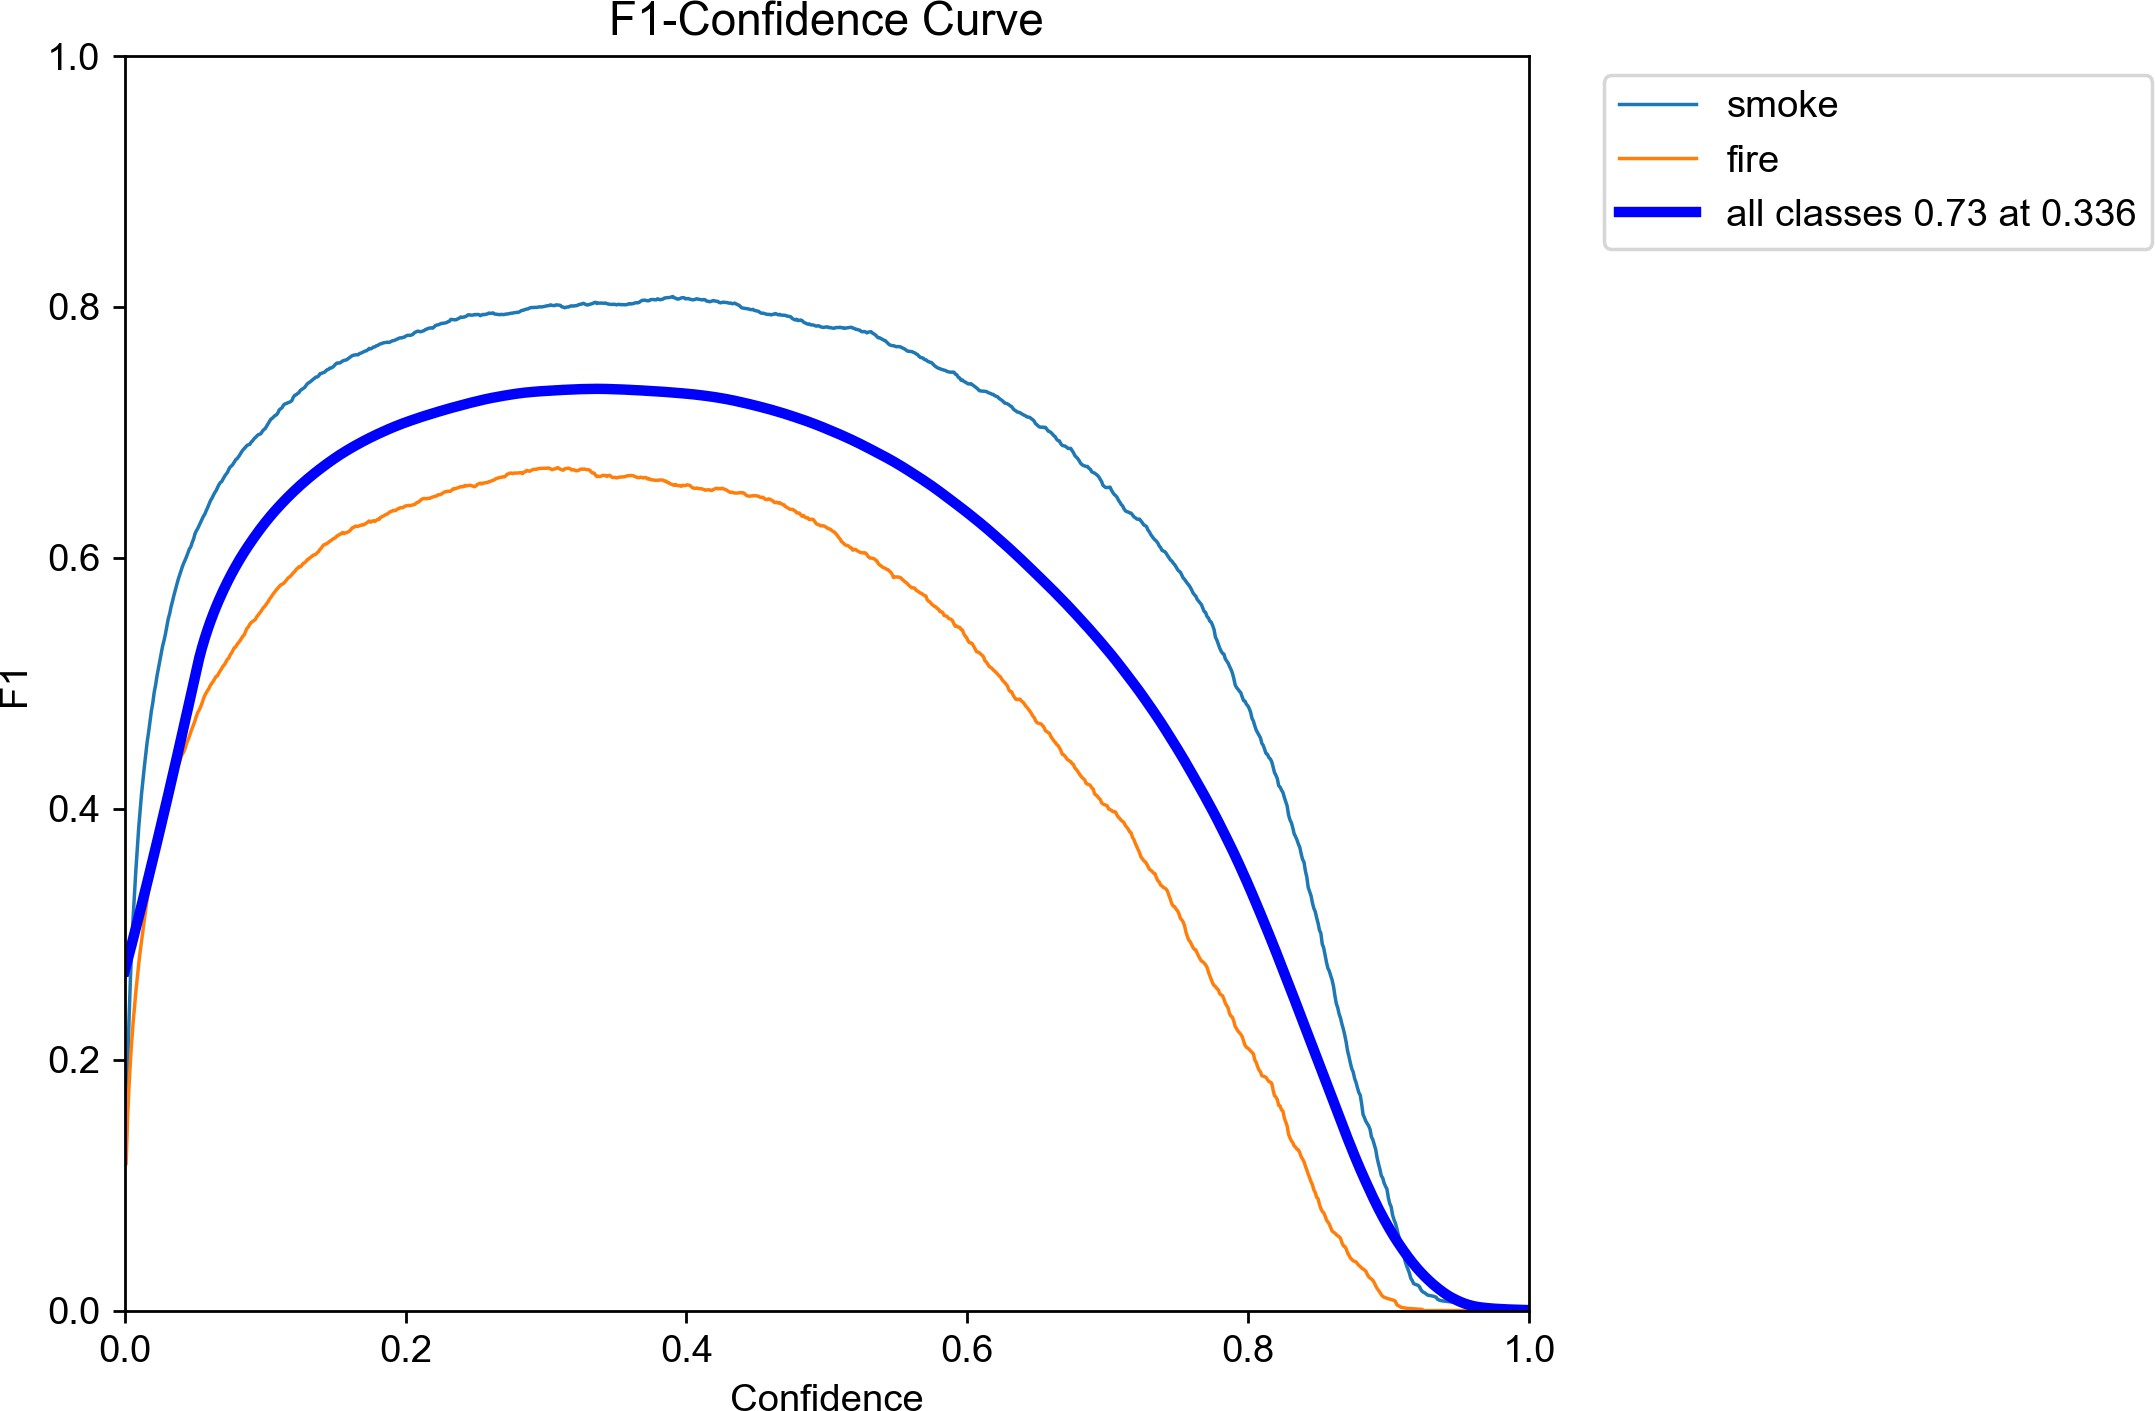 F1-Confidence Curve
1.0
0.8
0.6
0.4
0.2
0.0
F1
0.0 0.2 0.4 0.6 0.8 1.0
Confidence
smoke
fire
all classes 0.73 at 0.336